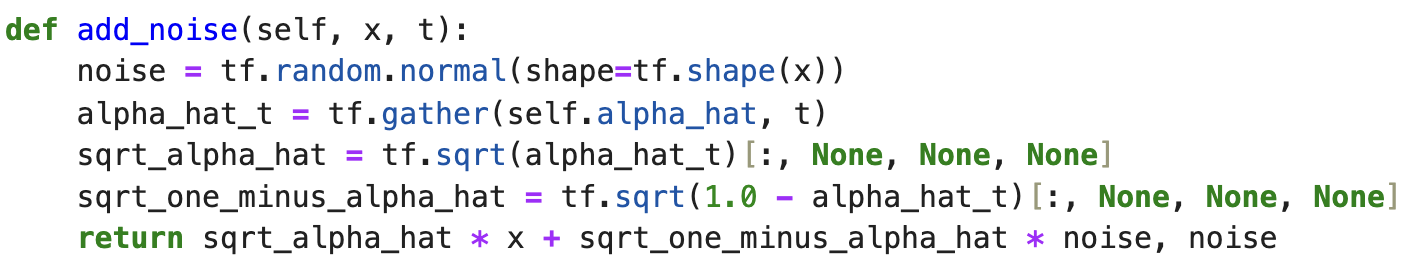 def add_noise(self, x, t):
    noise = tf.random.normal(shape=tf.shape(x))
    alpha_hat_t = tf.gather(self.alpha_hat, t)
    sqrt_alpha_hat = tf.sqrt(alpha_hat_t)[:, None, None, None]
    sqrt_one_minus_alpha_hat = tf.sqrt(1.0 - alpha_hat_t)[:, None, None, None]
    return sqrt_alpha_hat * x + sqrt_one_minus_alpha_hat * noise, noise